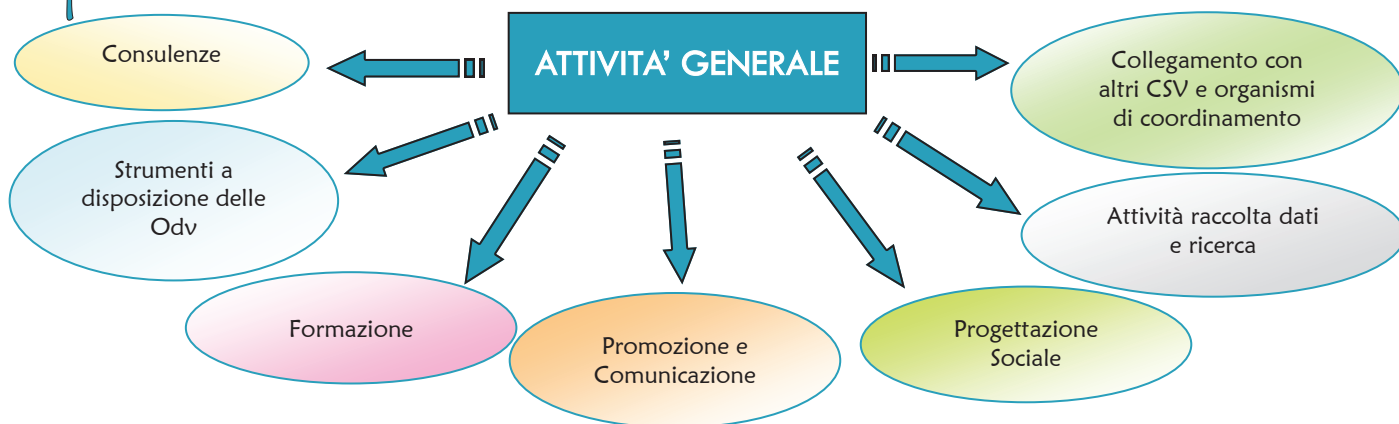 ATTIVITA’ GENERALE
Consulenze
Strumenti a
disposizione delle
Odv
Formazione
Promozione e
Comunicazione
Progettazione
Sociale
Attività raccolta dati
e ricerca
Collegamento con
altri CSV e organismi
di coordinamento